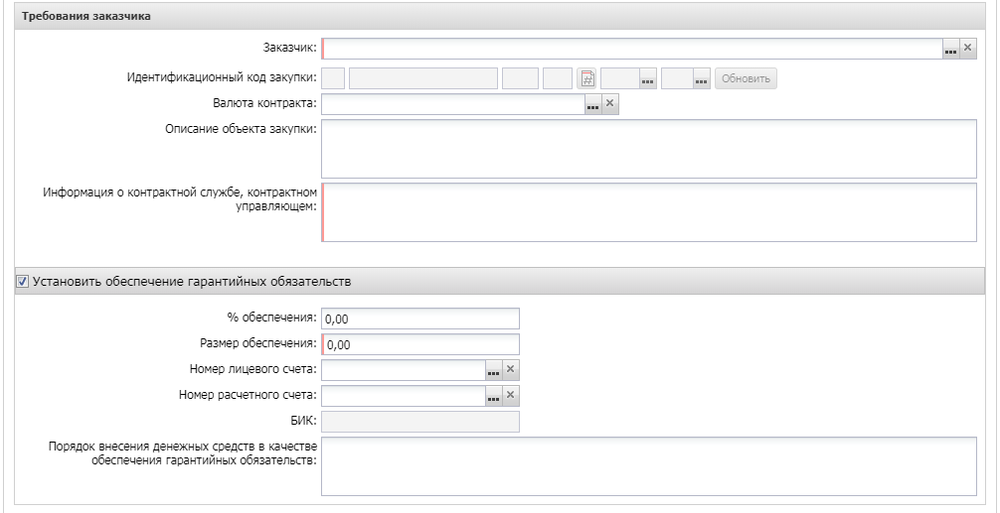 Требования заказчика
Заказчик:
Идентификационный код закупки:
Обновить
Валюта контракта:
Описание объекта закупки:
Информация о контрактной службе, контрактном
управляющем:
Установить обеспечение гарантийных обязательств
% обеспечения: 0,00
Размер обеспечения: 0,00
Номер лицевого счета:
Номер расчетного счета:
БИК:
Порядок внесения денежных средств в качестве
обеспечения гарантийных обязательств: